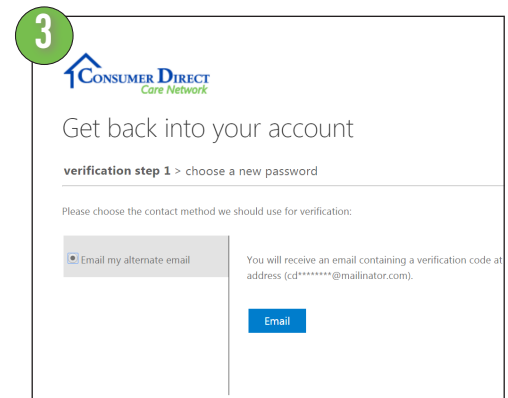 3
CONSUMER DIRECT
Care Network
Get back into your account
verification step 1 > choose a new password
Please choose the contact method we should use for verification:
Email my alternate email
You will receive an email containing a verification code at
address (cd********@mailinator.com).
Email